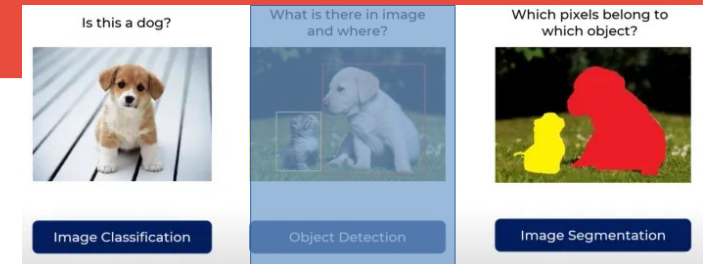 Is this a dog?
What is there in image
and where?
Which pixels belong to
which object?
Image Classification
Object Detection
Image Segmentation